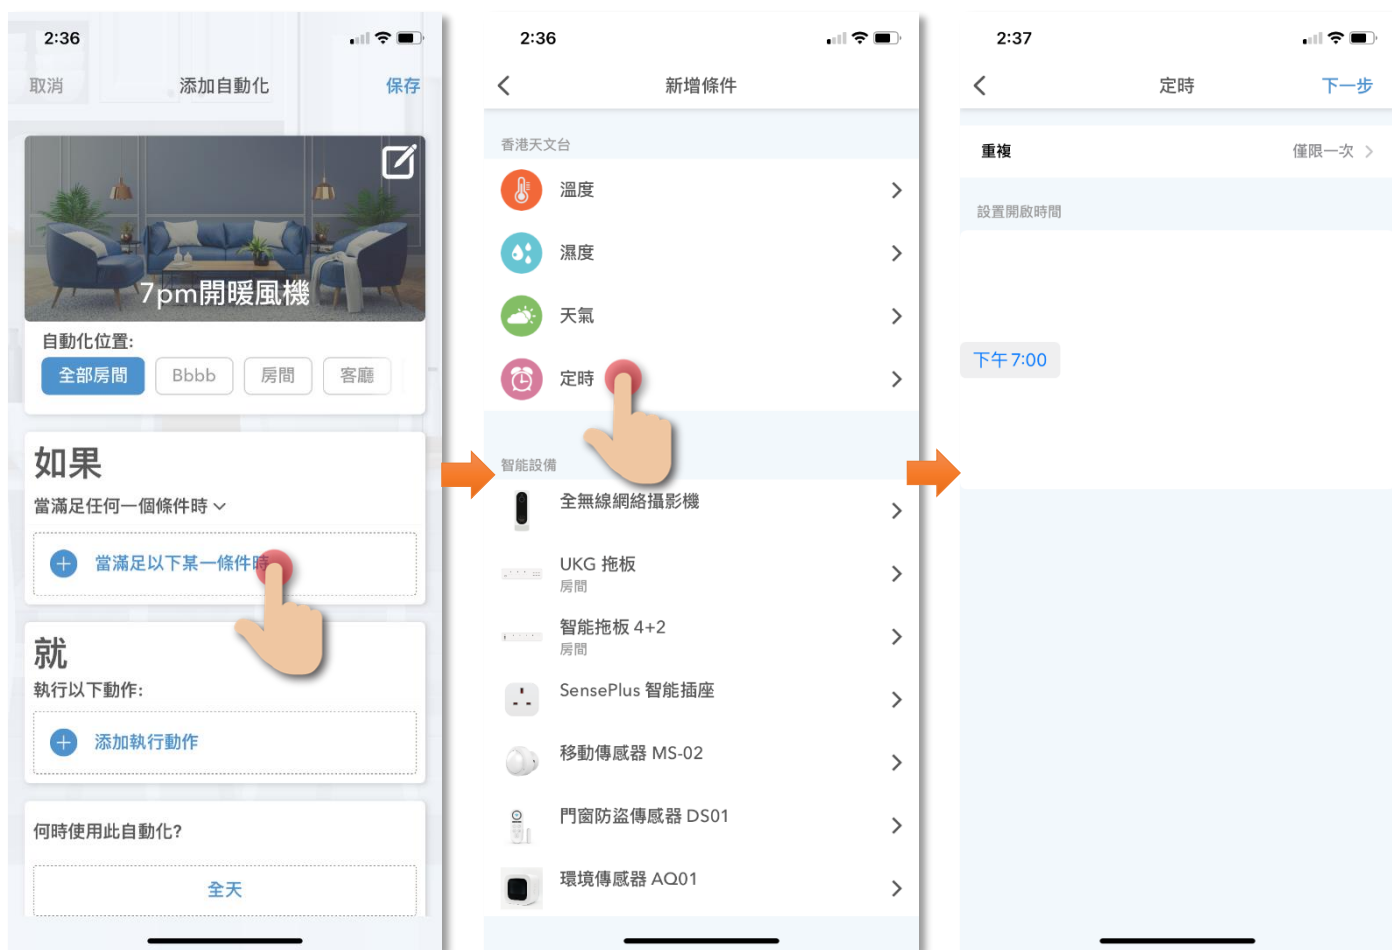 2:36
取消
添加自動化
保存
7pm開暖風機
自動化位置:
全部房間
Bbbb
房間
客廳
如果
當滿足任何一個條件時
當滿足以下某一條件時
就
執行以下動作:
添加執行動作
何時使用此自動化?
全天
2:36
新增條件
香港天文台
溫度
濕度
天氣
定時
智能設備
全無線網絡攝影機
UKG 拖板
房間
智能拖板 4+2
房間
SensePlus 智能插座
移動傳感器 MS-02
門窗防盜傳感器 DS01
環境傳感器 AQ01
2:37
定時
下一步
重複
僅限一次
設置開啟時間
下午 7:00